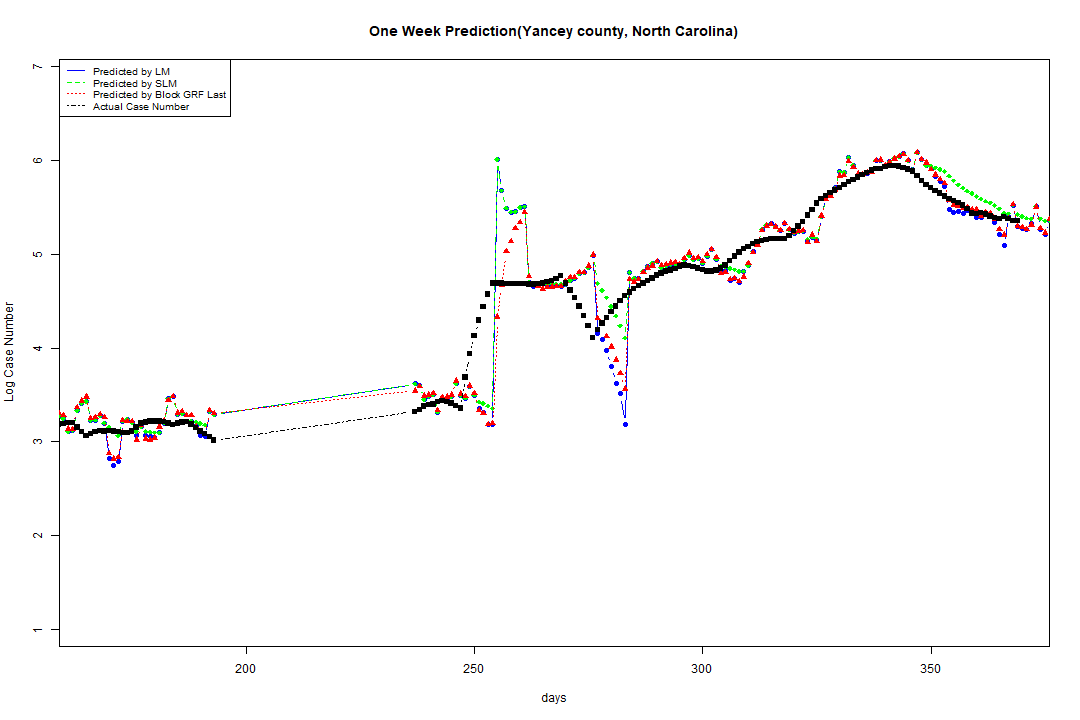 One Week Prediction(Yancey county, North Carolina)
Predicted by LM
Predicted by SLM
Predicted by Block GRF Last
Actual Case Number
Log Case Number
7
6
5
4
3
2
1
200
250
300
350
days